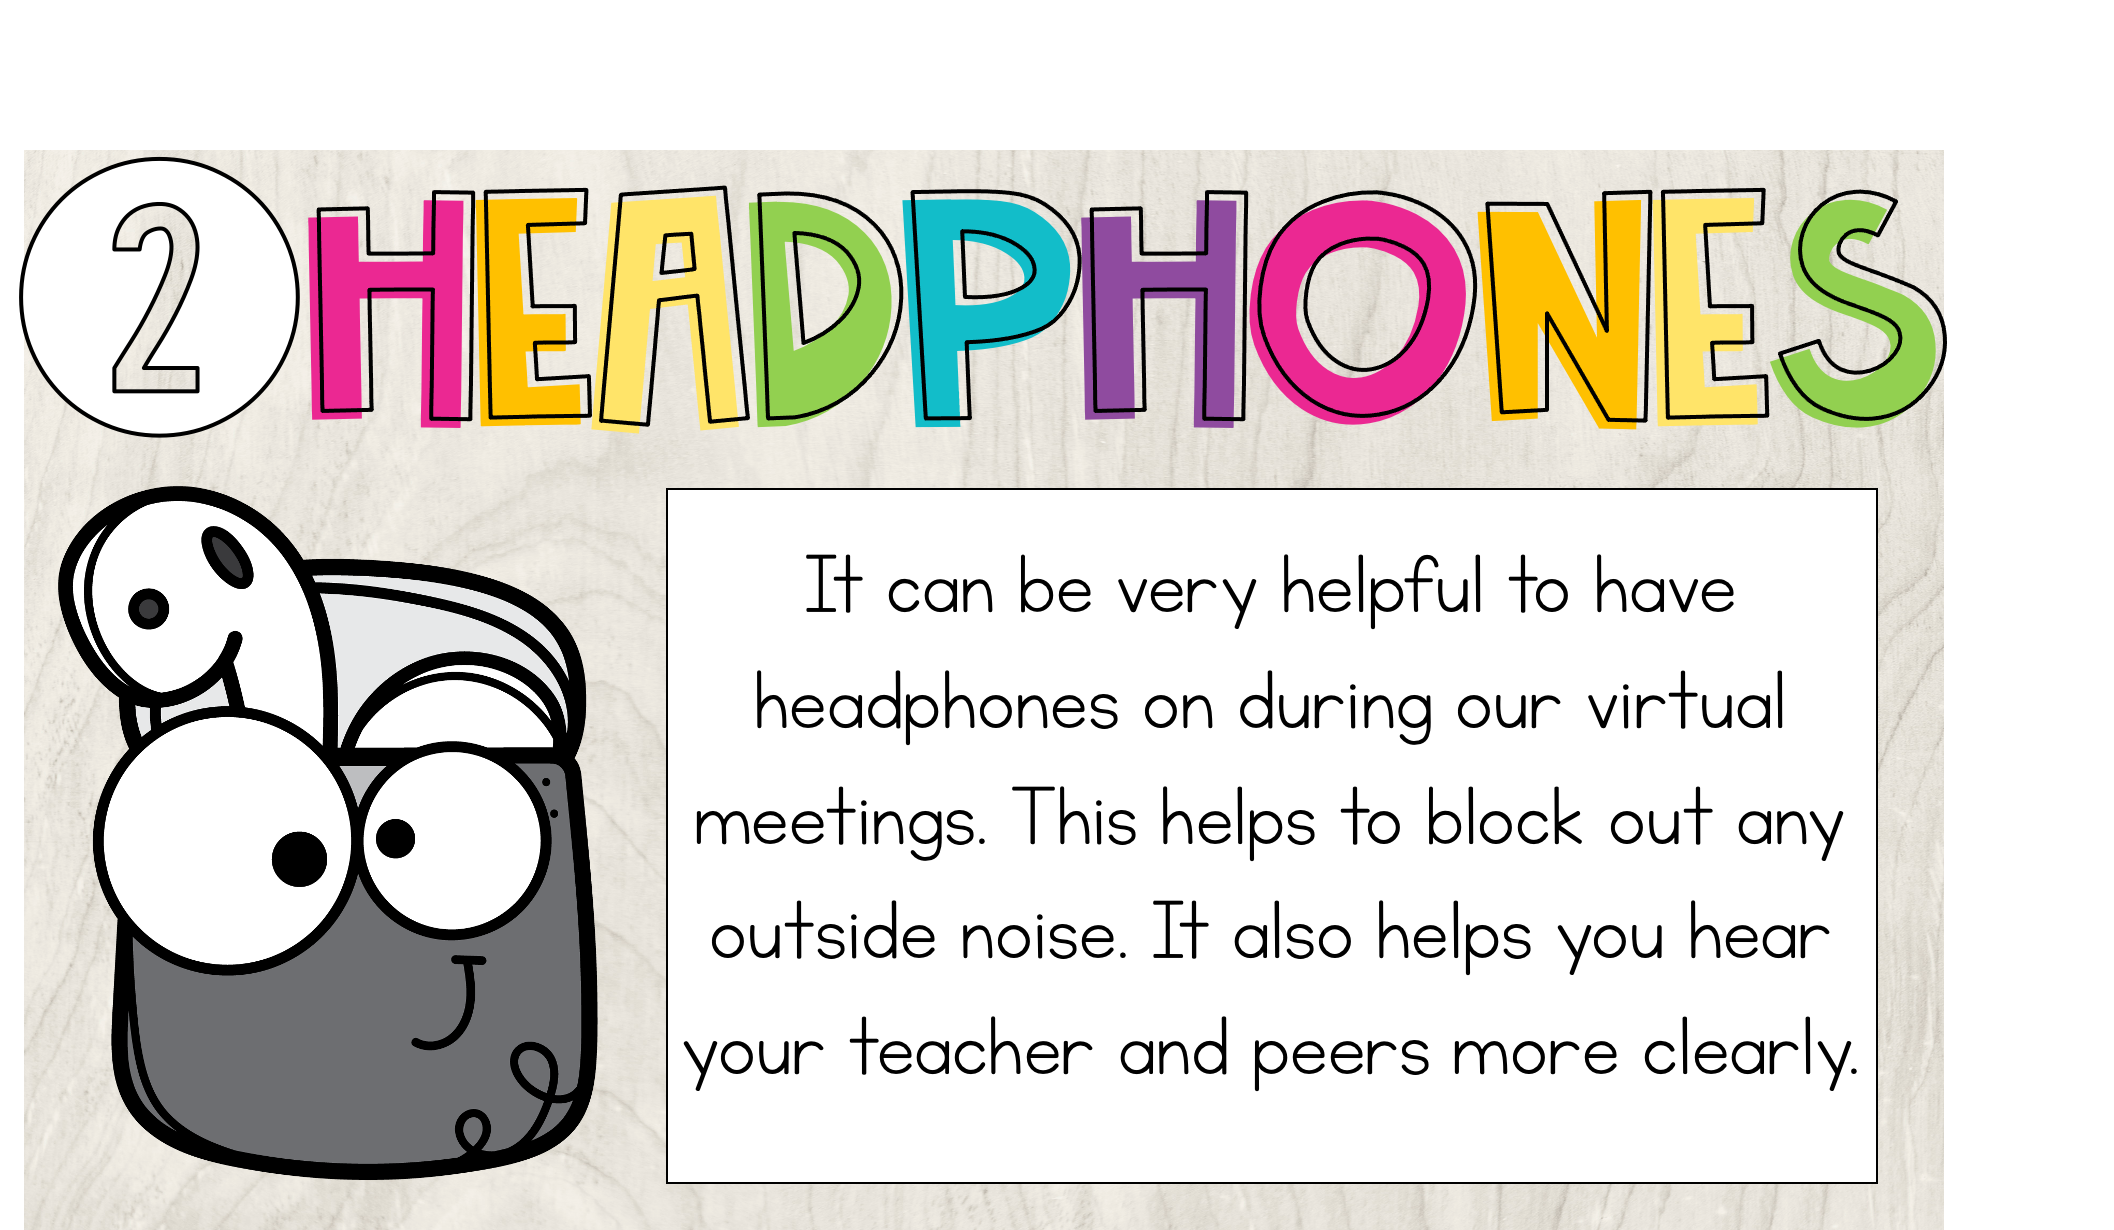 2 HEADPHONES
It can be very helpful to have
headphones on during our virtual
meetings. This helps to block out any
outside noise. It also helps you hear
your teacher and peers more clearly.